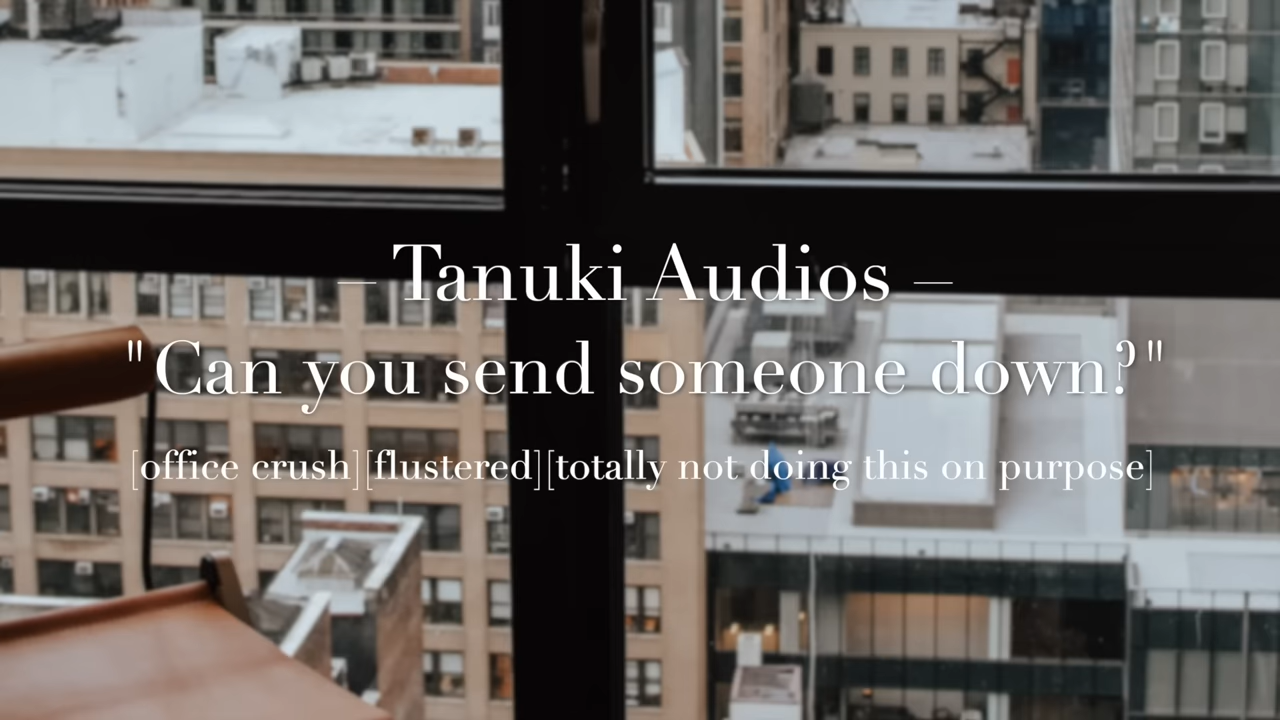 – Tanuki Audios –
"Can you send someone down?"
[office crush][flustered][totally not doing this on purpose]